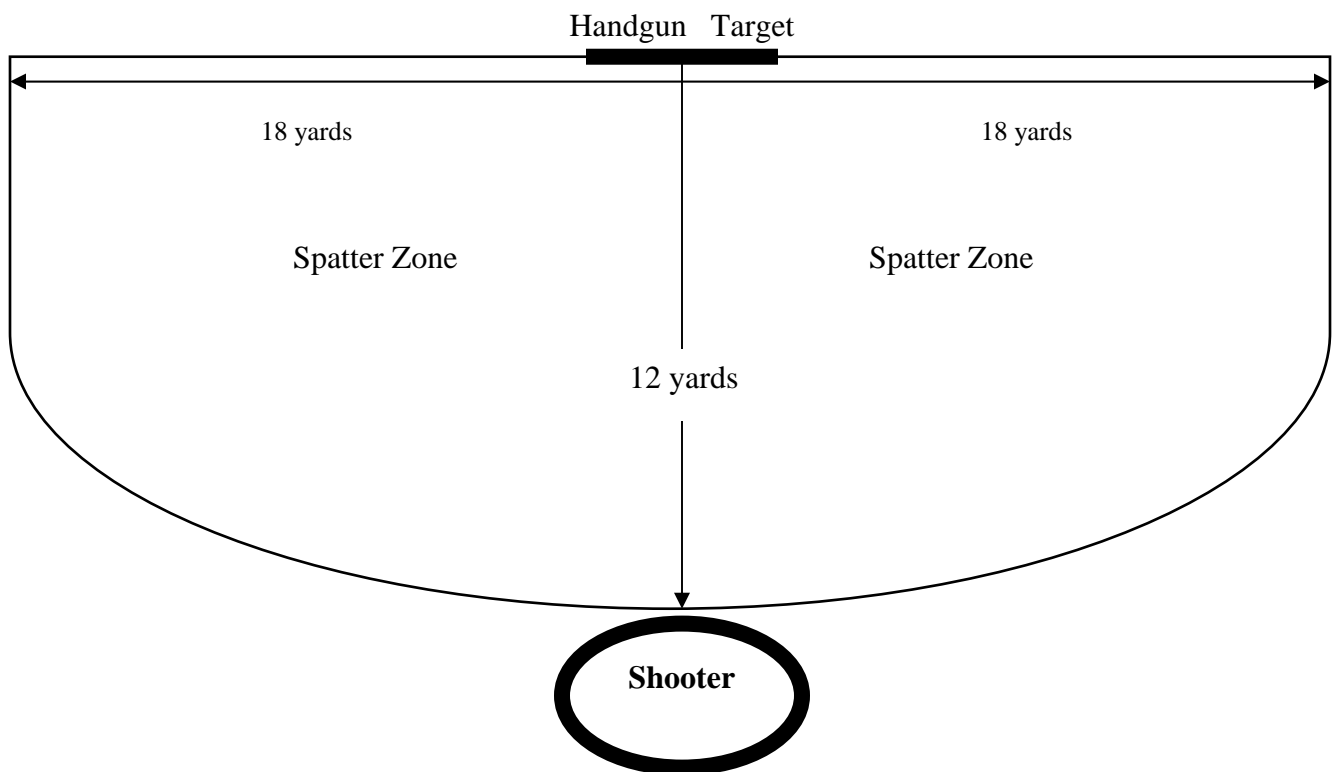 Handgun Target
18 yards 18 yards
Spatter Zone Spatter Zone
12 yards
Shooter